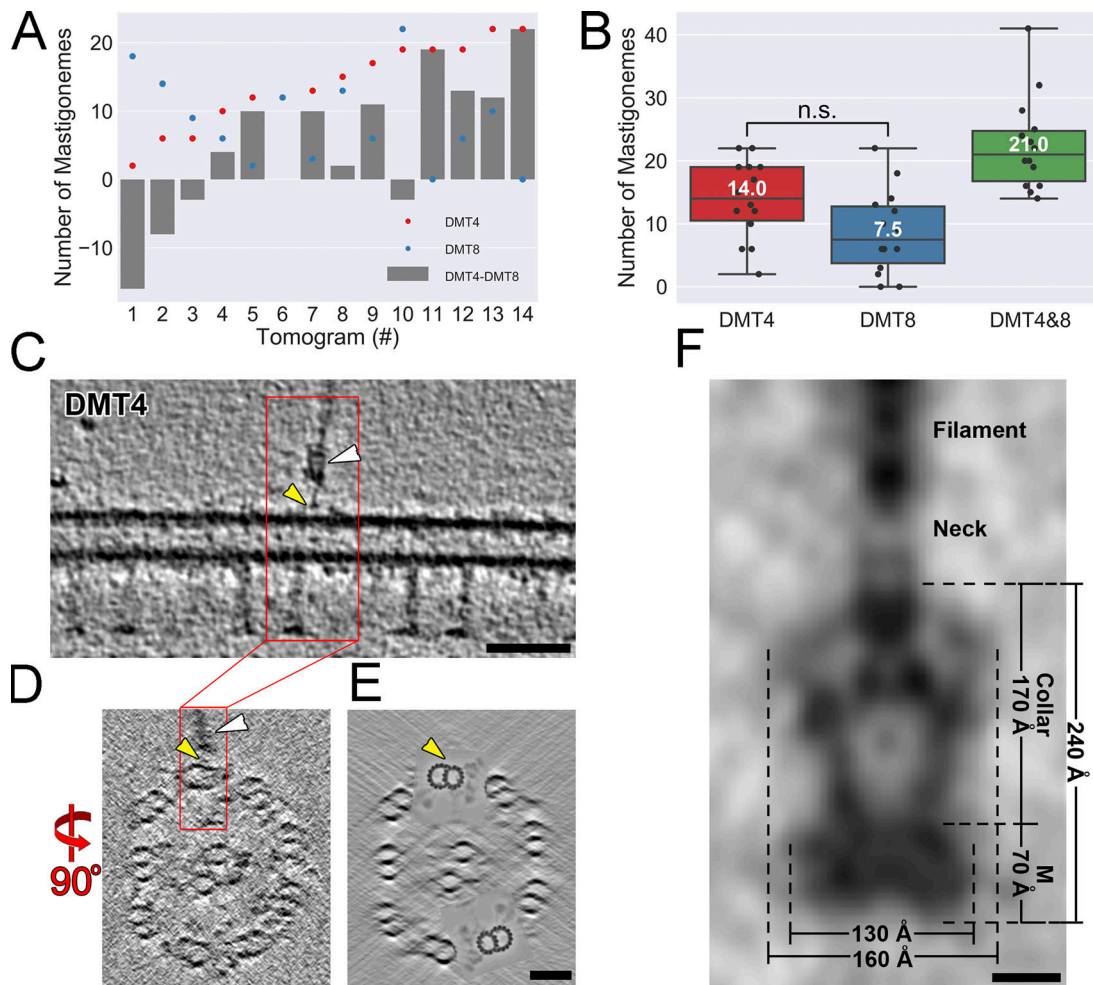 A
Number of Mastigonemes
20
10
0
−10
DMT4
DMT8
DMT4-DMT8
1 2 3 4 5 6 7 8 9 10 11 12 13 14
Tomogram (#)
B
Number of Mastigonemes
40
30
20
10
0
n.s.
14.0
7.5
21.0
DMT4 DMT8 DMT4&8
C
DMT4
D
90°
E
F
Filament
Neck
Collar
170 Å
240 Å
M
70 Å
130 Å
160 Å